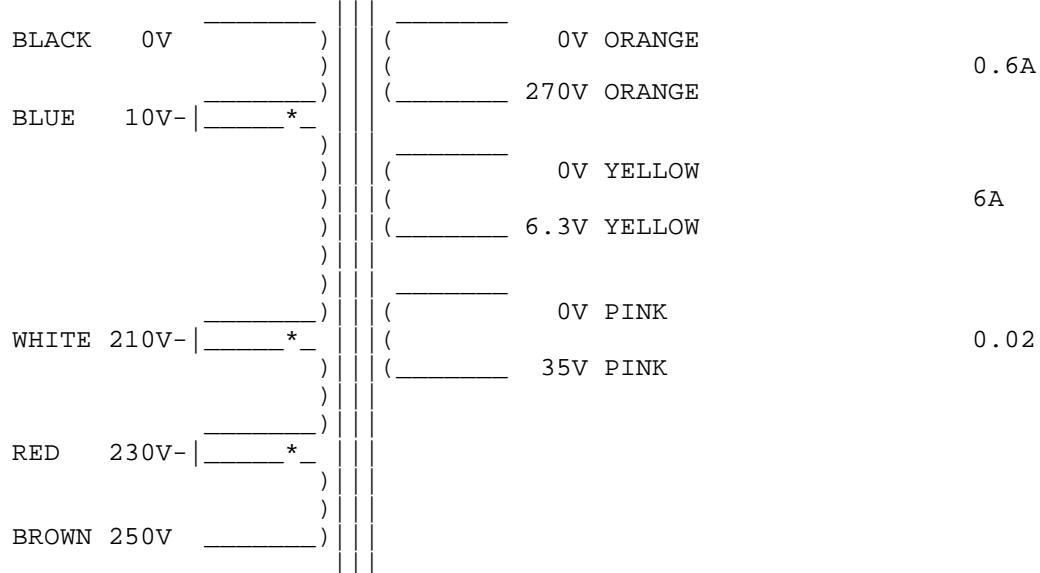 BLACK 0V 0V ORANGE
0.6A
270V ORANGE
BLUE 10V-
0V YELLOW
6A
6.3V YELLOW
0V PINK
WHITE 210V- 0.02
35V PINK
RED 230V-
BROWN 250V